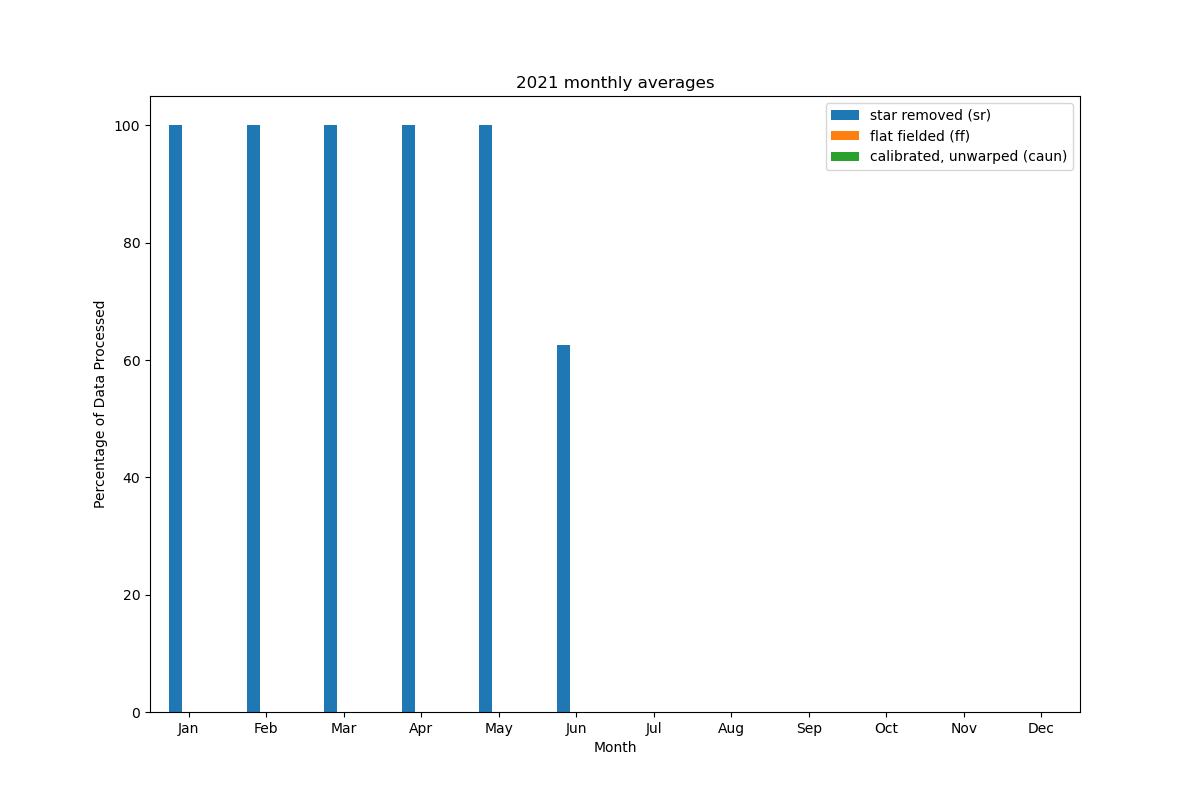 2021 monthly averages
star removed (sr)
flat fielded (ff)
calibrated, unwarped (caun)
Percentage of Data Processed
100
80
60
40
20
0
Jan Feb Mar Apr May Jun Jul Aug Sep Oct Nov Dec
Month